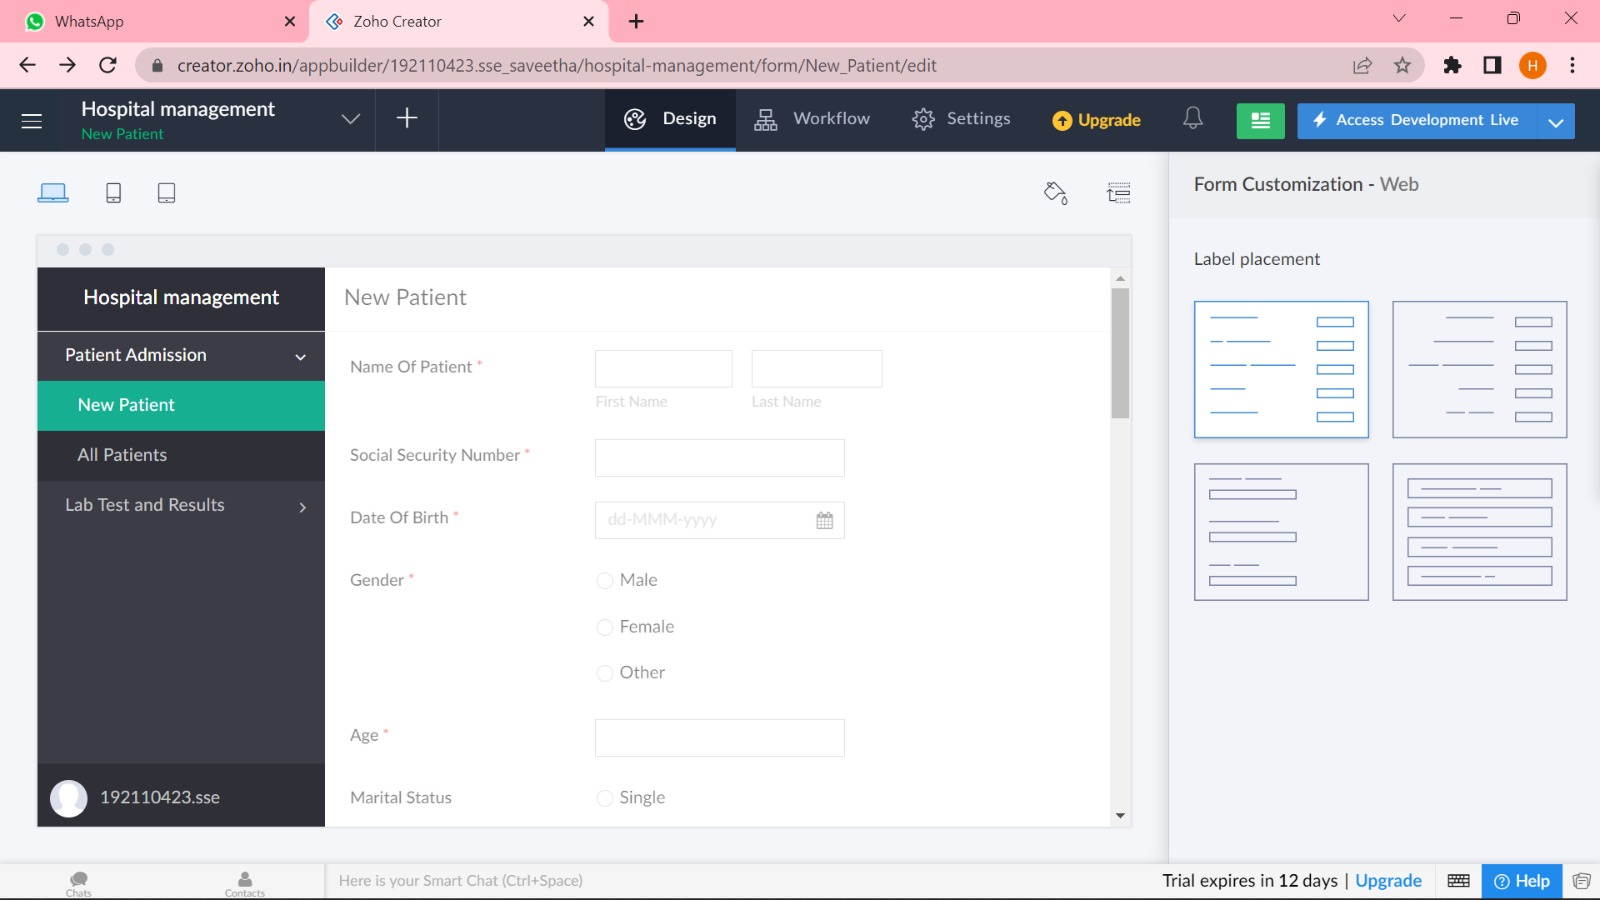 WhatsApp
Zoho Creator
creator.zoho.in/appbuilder/192110423.sse_saveetha/hospital-management/form/New_Patient/edit
H
Hospital management
New Patient
Design
Workflow
Settings
Upgrade
Access Development Live
Form Customization - Web
Label placement
Hospital management
Patient Admission
New Patient
All Patients
Lab Test and Results
192110423.sse
New Patient
Name Of Patient *
First Name
Last Name
Social Security Number *
Date Of Birth *
dd-MMM-yyyy
Gender *
Male
Female
Other
Age *
Marital Status
Single
Chats
Contacts
Here is your Smart Chat (Ctrl+Space)
Trial expires in 12 days | Upgrade
Help